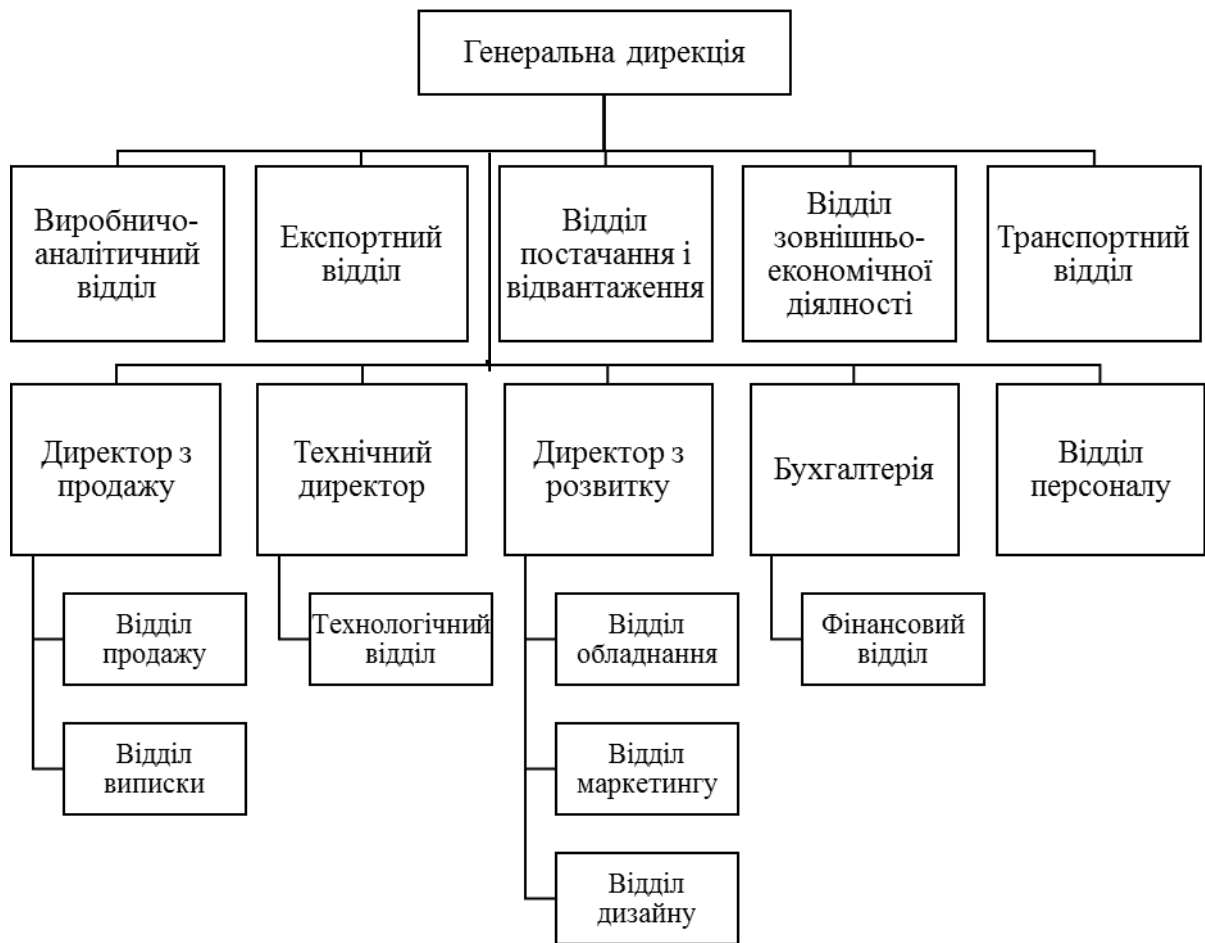 Генеральна дирекція
Виробничо-
аналітичний
відділ
Експортний
відділ
Відділ
постачання і
відвантаження
Відділ
зовнішньо-
економічної
діялності
Транспортний
відділ
Директор з
продажу
Технічний
директор
Директор з
розвитку
Бухгалтерія
Відділ
персоналу
Відділ
продажу
Технологічний
відділ
Відділ
обладнання
Фінансовий
відділ
Відділ
виписки
Відділ
маркетингу
Відділ
дизайну